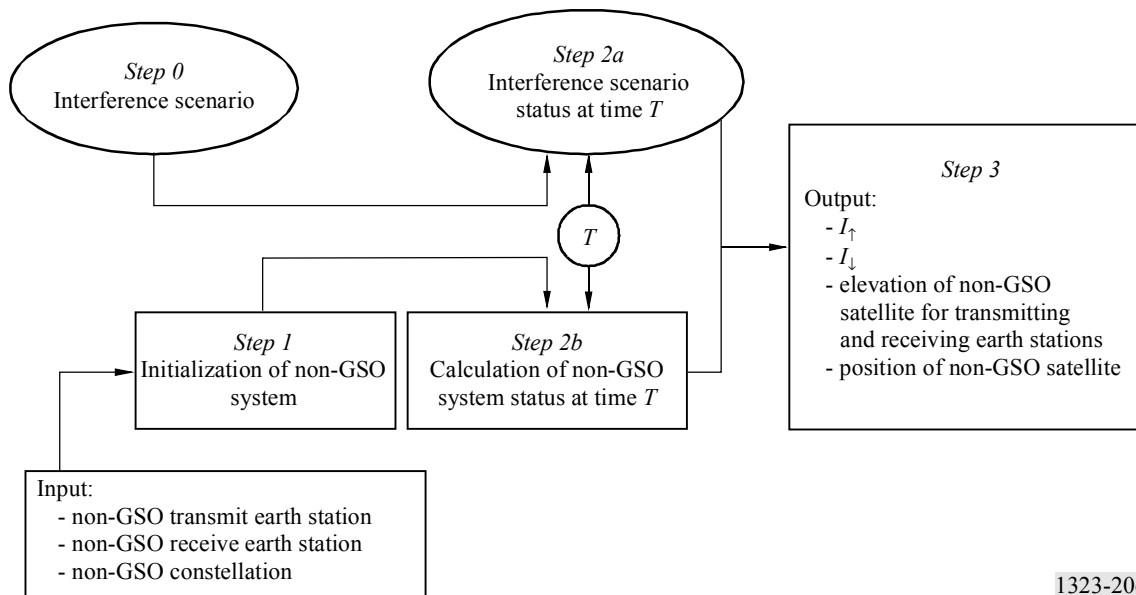 Step 0
Interference scenario
Step 2a
Interference scenario
status at time T
T
Step 1
Initialization of non-GSO
system
Step 2b
Calculation of non-GSO
system status at time T
Step 3
Output:
- I↑
- I↓
- elevation of non-GSO
satellite for transmitting
and receiving earth stations
- position of non-GSO satellite
Input:
- non-GSO transmit earth station
- non-GSO receive earth station
- non-GSO constellation